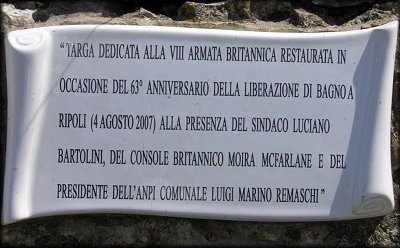 "TARGA DEDICATA ALLA VIII ARMATA BRITANNICA RESTAURATA IN
OCCASIONE DEL 63° ANNIVERSARIO DELLA LIBERAZIONE DI BAGNO A
RIPOLI (4 AGOSTO 2007) ALLA PRESENZA DEL SINDACO LUCIANO
BARTOLINI, DEL CONSOLE BRITANNICO MOIRA MCFARLANE E DEL
PRESIDENTE DELL'ANPI COMUNALE LUIGI MARINO REMASCHI"